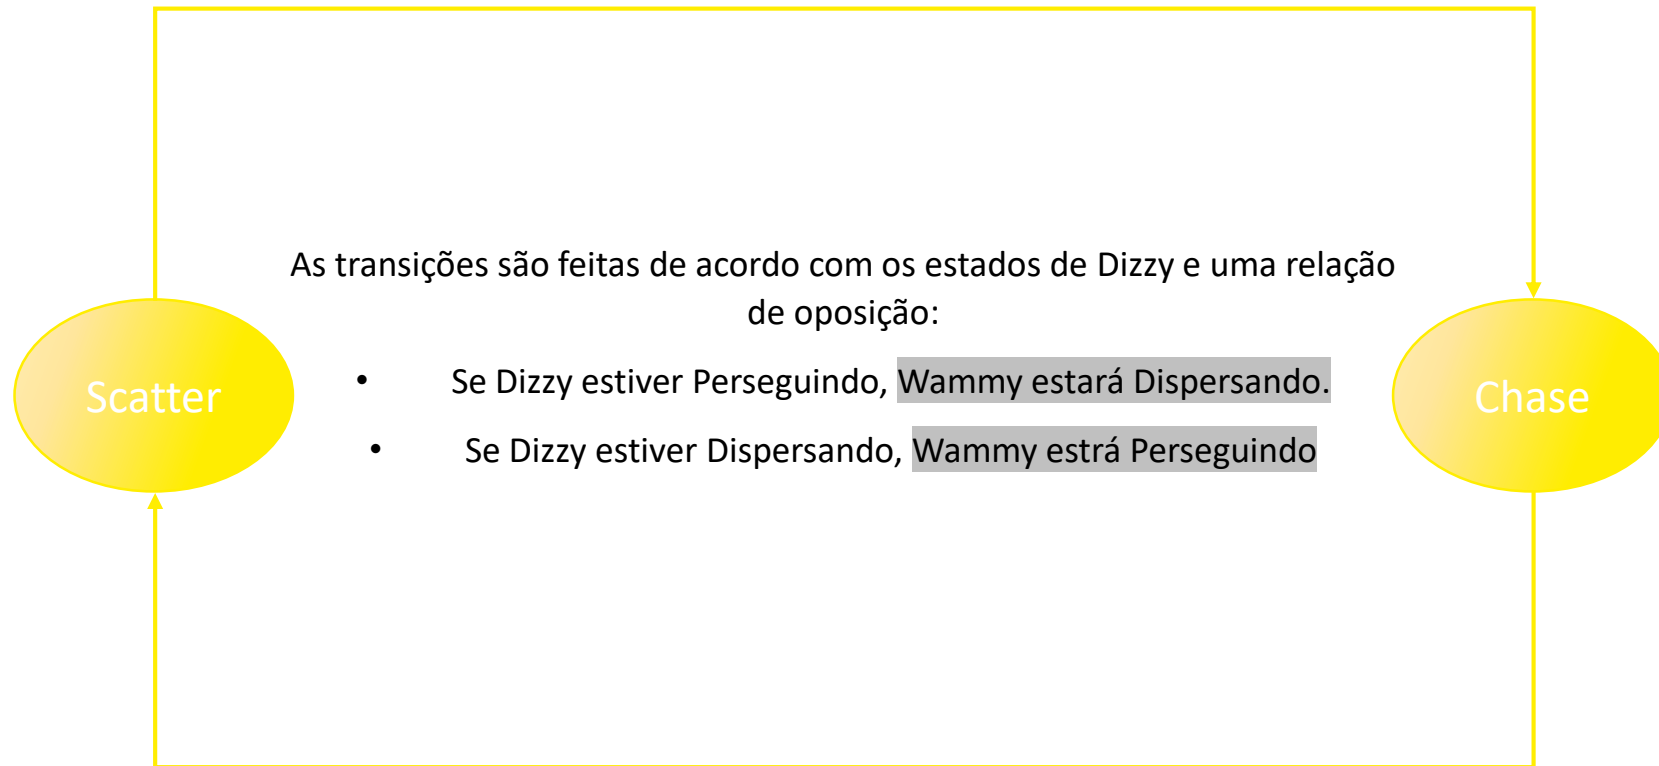 As transições são feitas de acordo com os estados de Dizzy e uma relação
de oposição:
Scatter
• Se Dizzy estiver Perseguindo, Wammy estará Dispersando.
Chase
• Se Dizzy estiver Dispersando, Wammy estrá Perseguindo